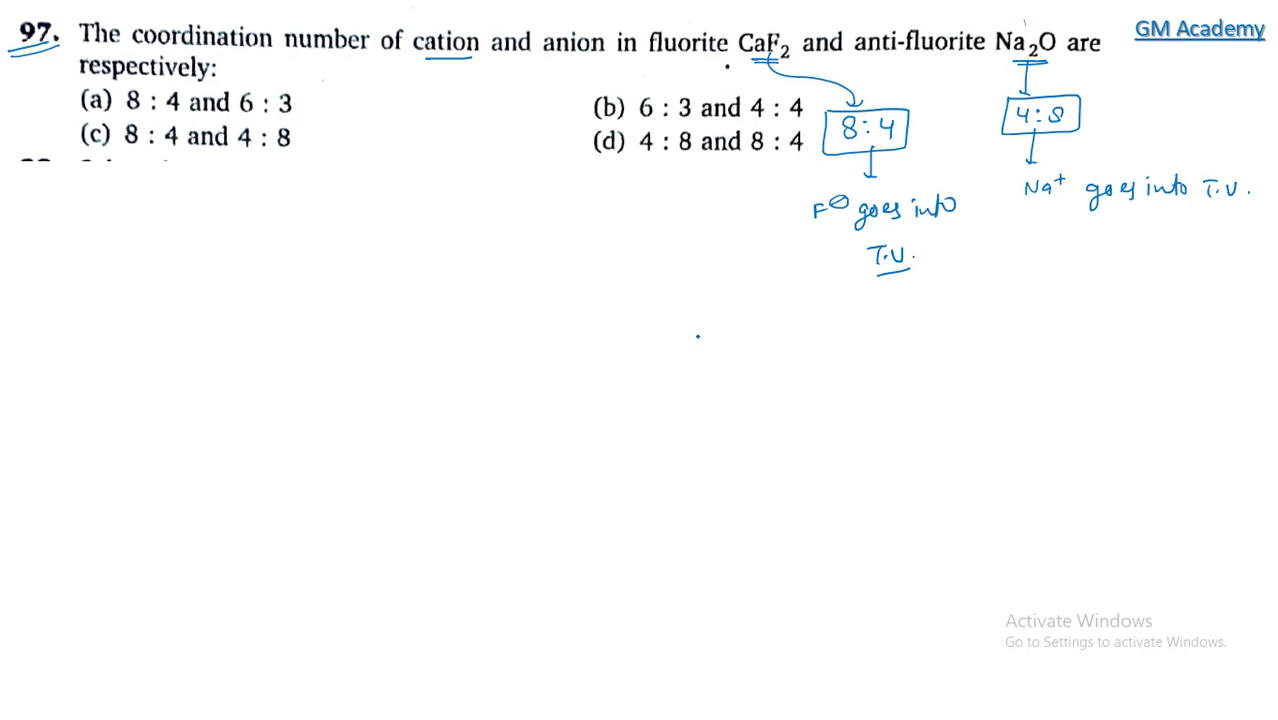 GM Academy
97. The coordination number of cation and anion in fluorite CaF₂ and anti-fluorite Na₂O are
respectively:
(a) 8 : 4 and 6 : 3
(b) 6 : 3 and 4 : 4
(c) 8 : 4 and 4 : 8
(d) 4 : 8 and 8 : 4
8:4
F⊖ goes into
T.V.
4:8
Na⁺ goes into T.V.
Activate Windows
Go to Settings to activate Windows.